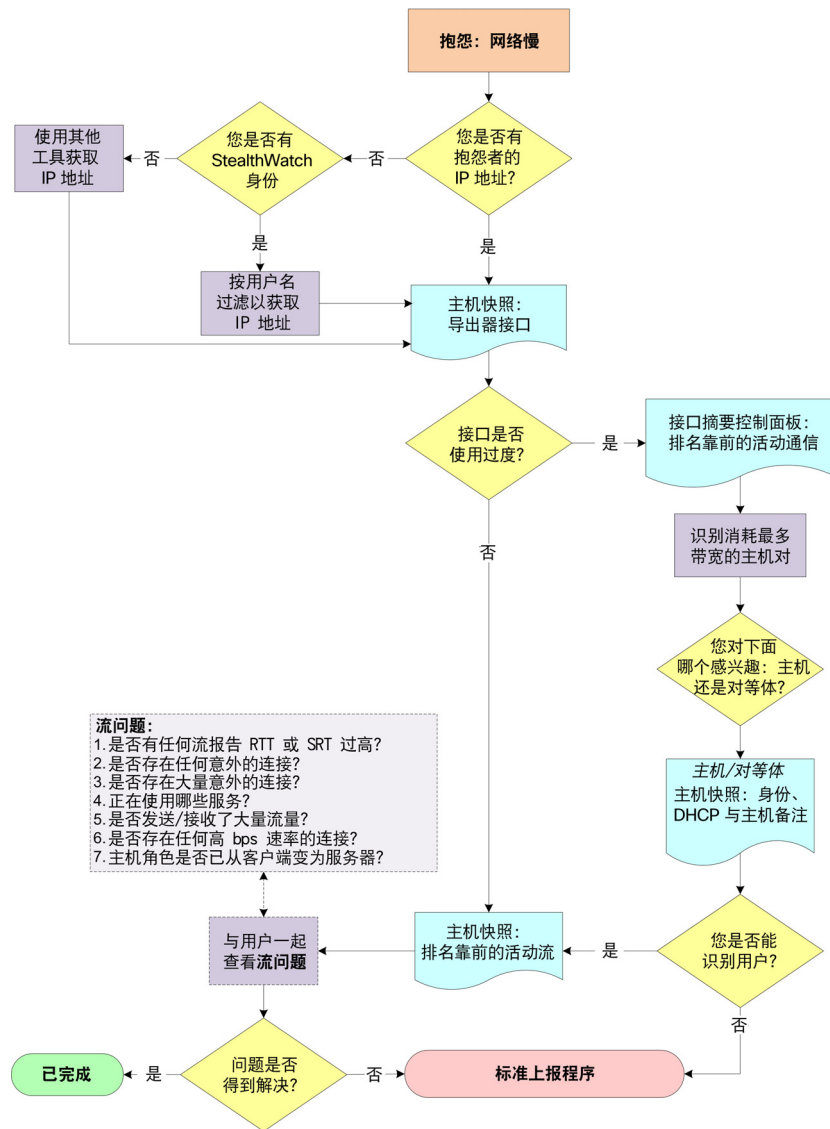 抱怨：网络慢
您是否有
抱怨者的
IP 地址？
否
您是否有
StealthWatch
身份
否
使用其他
工具获取
IP 地址
是
是
按用户名
过滤以获取
IP 地址
主机快照：
导出器接口
接口是否
使用过度？
是
接口摘要控制面板：
排名靠前的活动通信
识别消耗最多
带宽的主机对
否
您对下面
哪个感兴趣：主机
还是对等体？
流问题：
1. 是否有任何流报告 RTT 或 SRT 过高？
2. 是否存在任何意外的连接？
3. 是否存在大量意外的连接？
4. 正在使用哪些服务？
5. 是否发送/接收了大量流量？
6. 是否存在任何高 bps 速率的连接？
7. 主机角色是否已从客户端变为服务器？
主机/对等体
主机快照：身份、
DHCP 与主机备注
您是否能
识别用户？
是
主机快照：
排名靠前的活动流
与用户一起
查看流问题
否
问题是否
得到解决？
是
已完成
否
标准上报程序